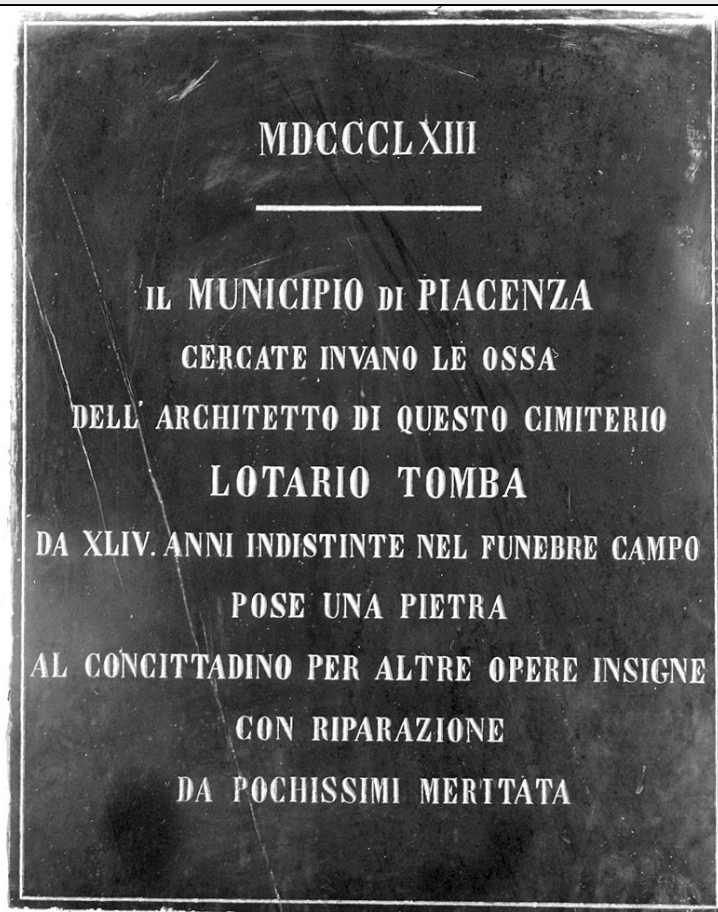 MDCCCLXIII
IL MUNICIPIO DI PIACENZA
CERCATE INVANO LE OSSA
DELL' ARCHITETTO DI QUESTO CIMITERIO
LOTARIO TOMBA
DA XLIV. ANNI INDISTINTE NEL FUNEBRE CAMPO
POSE UNA PIETRA
AL CONCITTADINO PER ALTRE OPERE INSIGNE
CON RIPARAZIONE
DA POCHISSIMI MERITATA